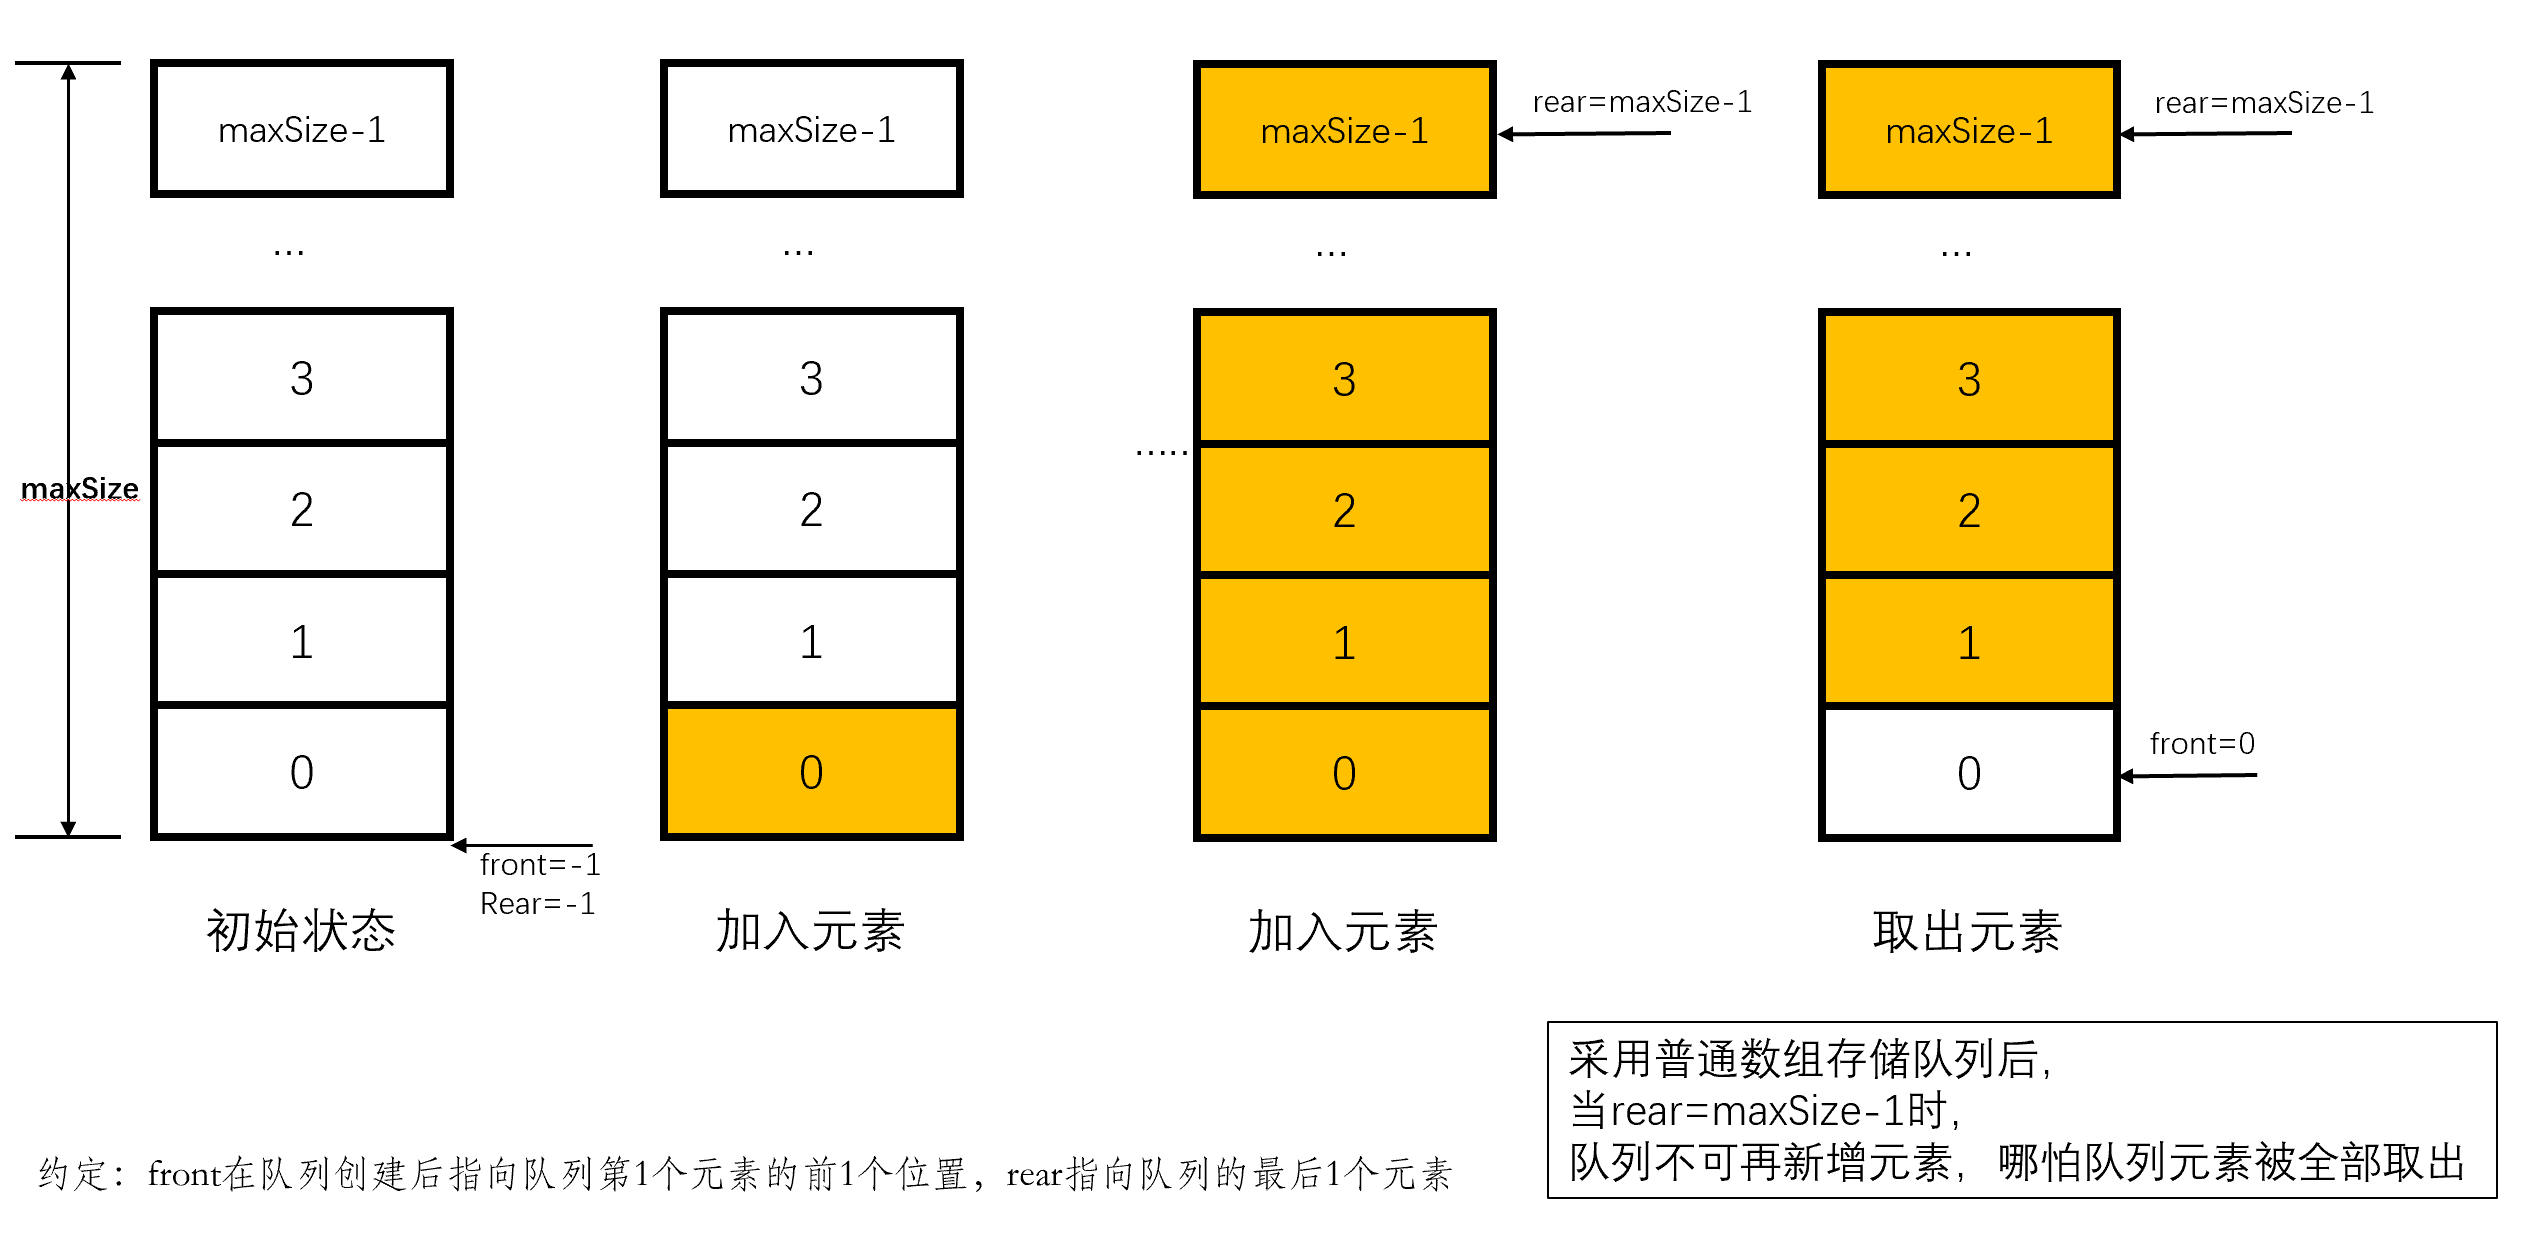 maxSize
maxSize-1
...
3
2
1
0
front=-1
Rear=-1
初始状态
maxSize-1
...
3
2
1
0
加入元素
.....
maxSize-1
rear=maxSize-1
...
3
2
1
0
加入元素
maxSize-1
rear=maxSize-1
...
3
2
1
0
front=0
取出元素
约定：front在队列创建后指向队列第1个元素的前1个位置，rear指向队列的最后1个元素
采用普通数组存储队列后，
当rear=maxSize-1时，
队列不可再新增元素，哪怕队列元素被全部取出